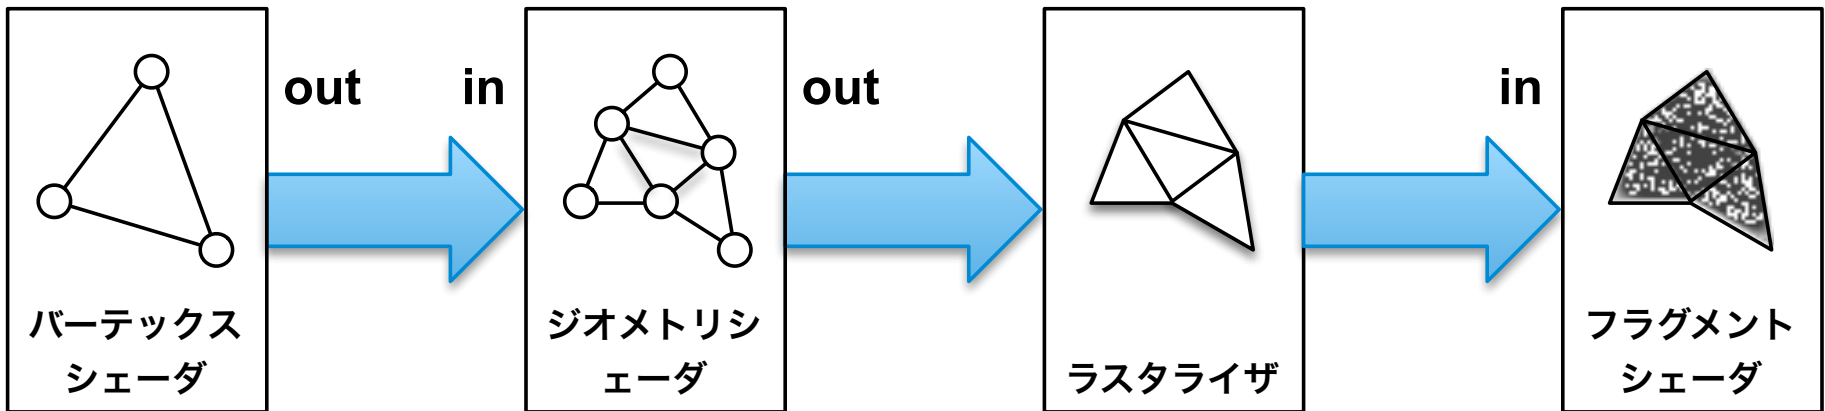 out
in
out
in
バーテックス
シェーダ
ジオメトリシ
ェーダ
ラスタライザ
フラグメント
シェーダ